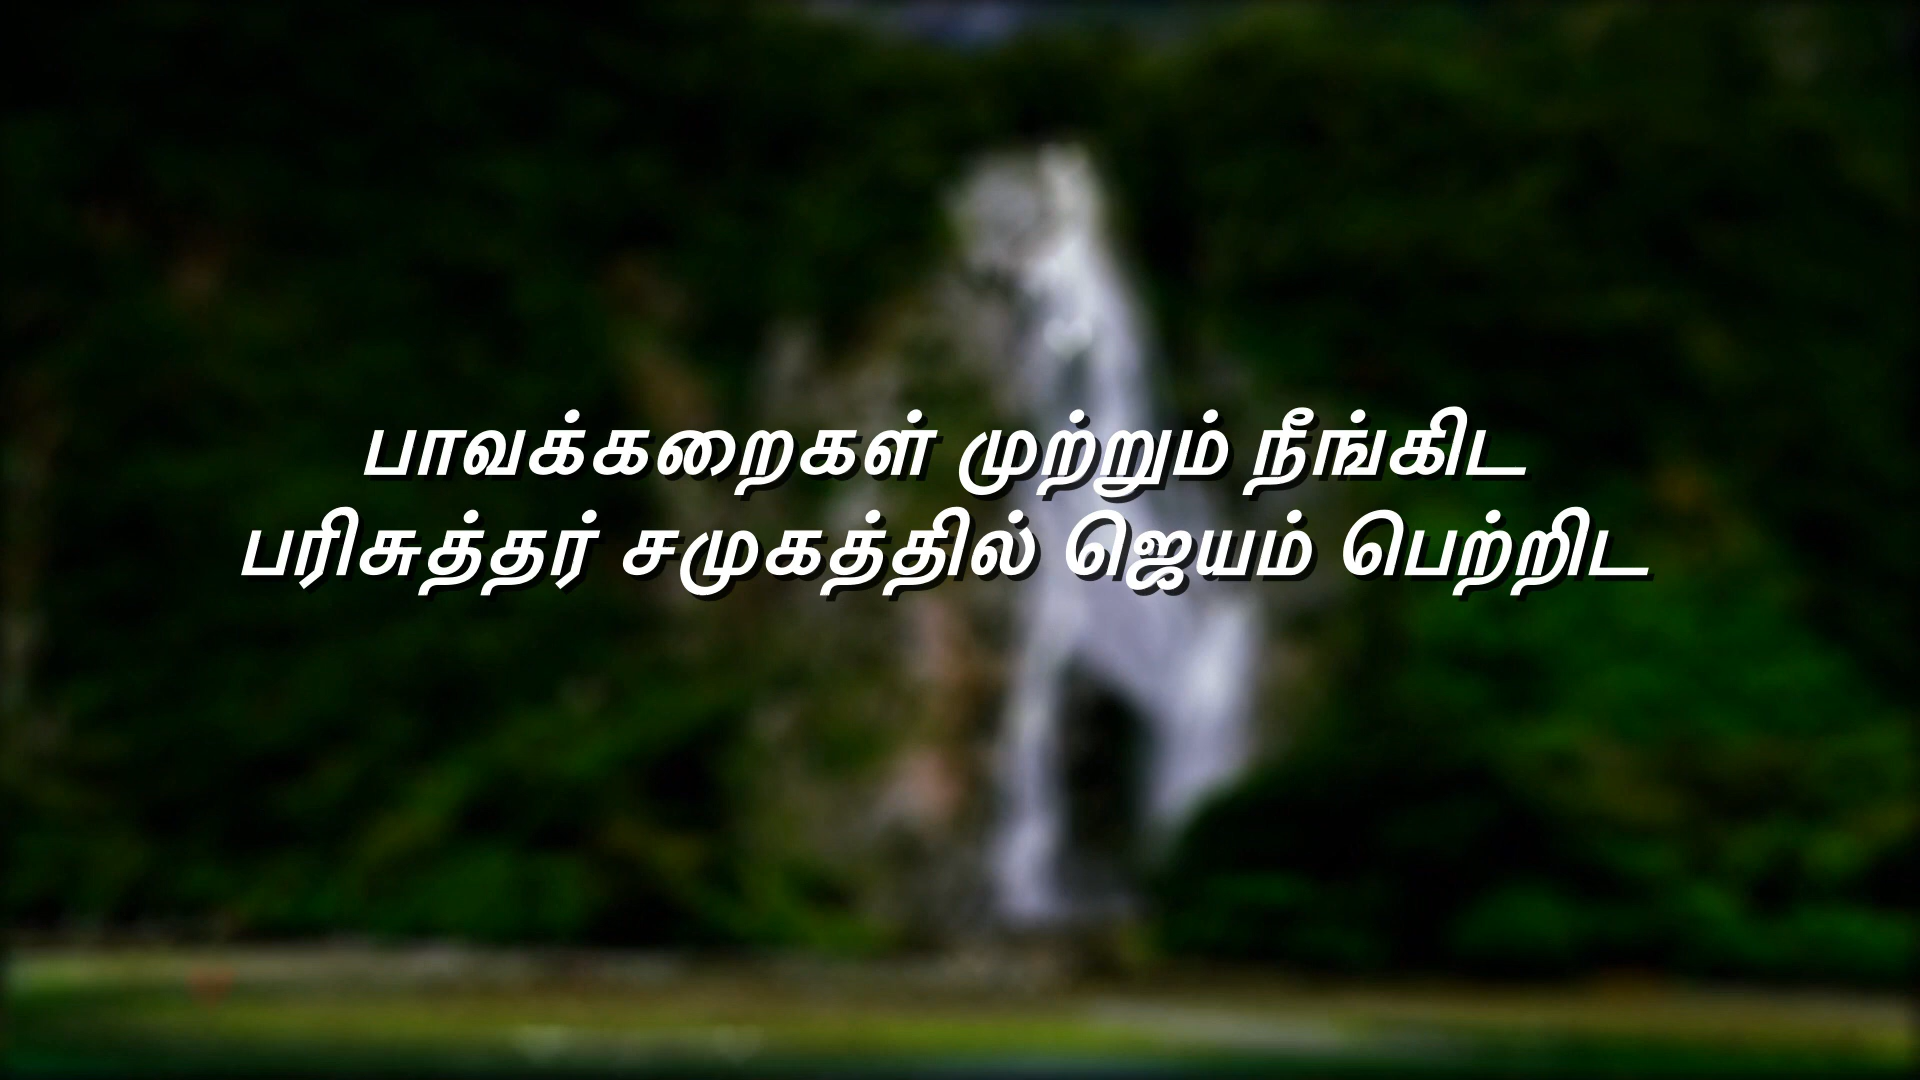 பாவக்கறைகள் முற்றும் நீங்கிட
பரிசுத்தர் சமுகத்தில் ஜெயம் பெற்றிட